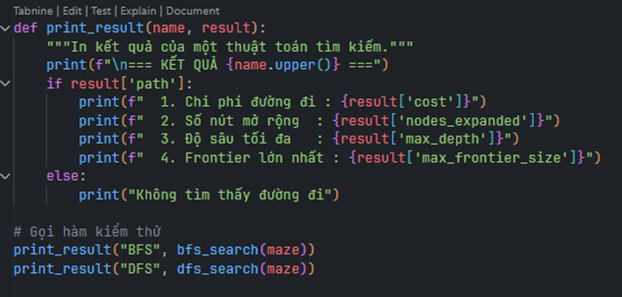 Tabnine | Edit | Test | Explain | Document
def print_result(name, result):
    """In kết quả của một thuật toán tìm kiếm."""
    print(f"\n=== KẾT QUẢ {name.upper()} ===")
    if result['path']:
        print(f"  1. Chi phí đường đi : {result['cost']}")
        print(f"  2. Số nút mở rộng  : {result['nodes_expanded']}")
        print(f"  3. Độ sâu tối đa   : {result['max_depth']}")
        print(f"  4. Frontier lớn nhất : {result['max_frontier_size']}")
    else:
        print("Không tìm thấy đường đi")
# Gọi hàm kiểm thử
print_result("BFS", bfs_search(maze))
print_result("DFS", dfs_search(maze))